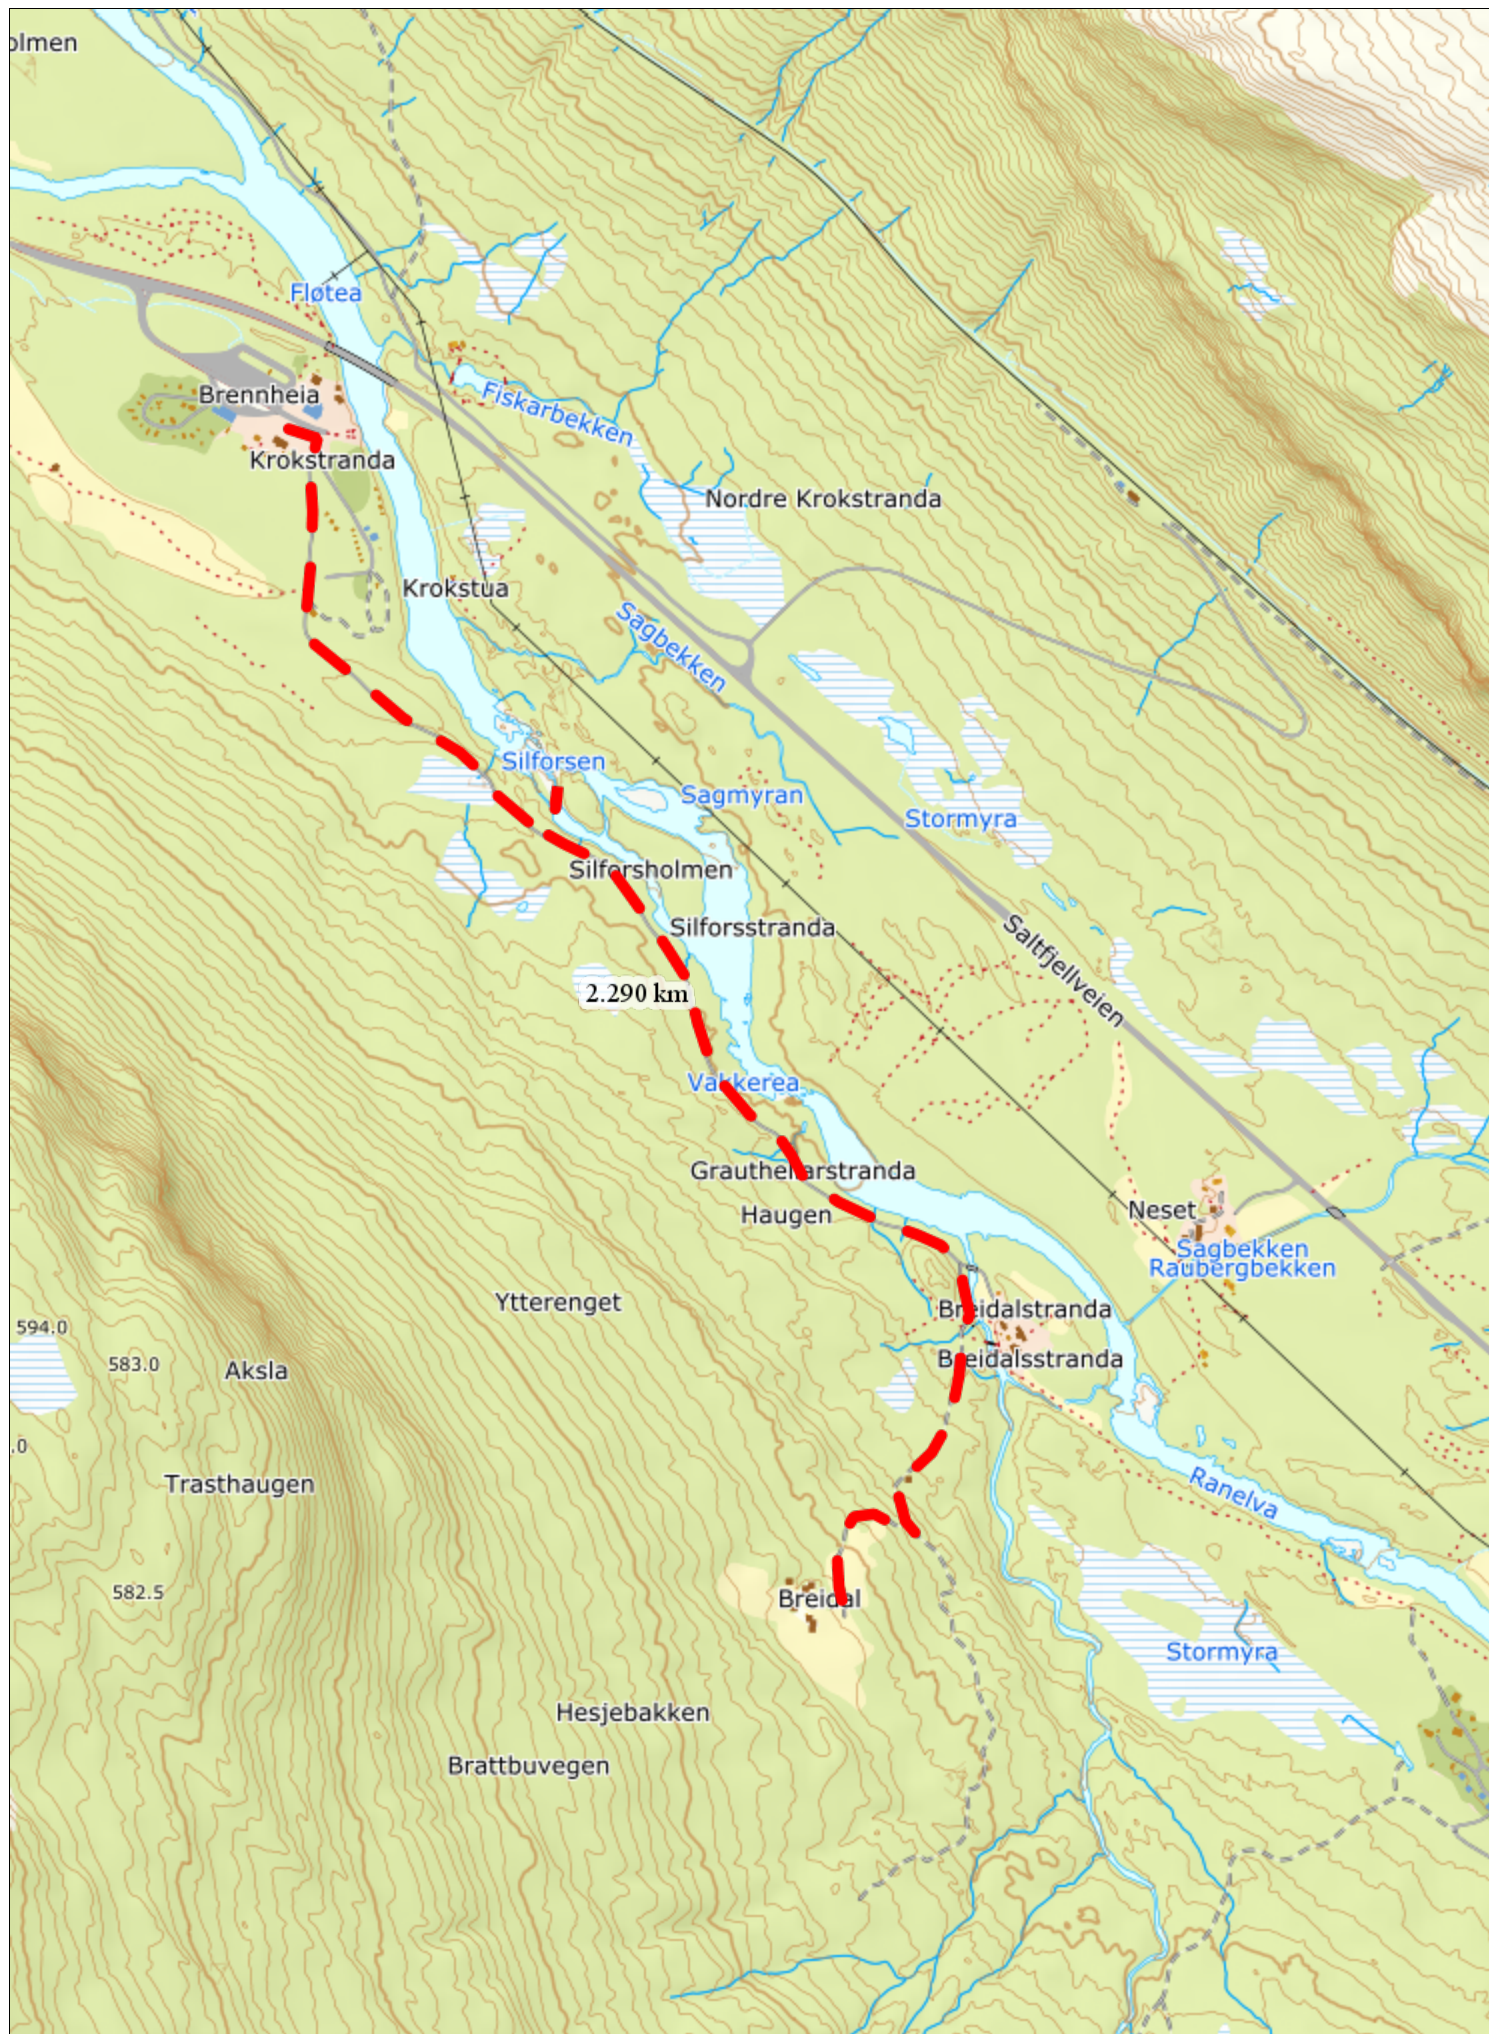 olmen
Fløtea
Brennheia
Fiskarbekken
Krokstranda
Nordre Krokstranda
Krokstua
Sagbekken
Silforsen
Sagmyran
Stormyra
Silforsholmen
Silforsstranda
Saltfjellveien
2.290 km
Vakkerea
Grauthellarstranda
Haugen
Neset
Sagbekken
Raubergbekken
Ytterenget
Breidalstranda
594.0
583.0
Aksla
Breidalsstranda
.0
Trasthaugen
Ranelva
582.5
Breidal
Stormyra
Hesjebakken
Brattbuvegen